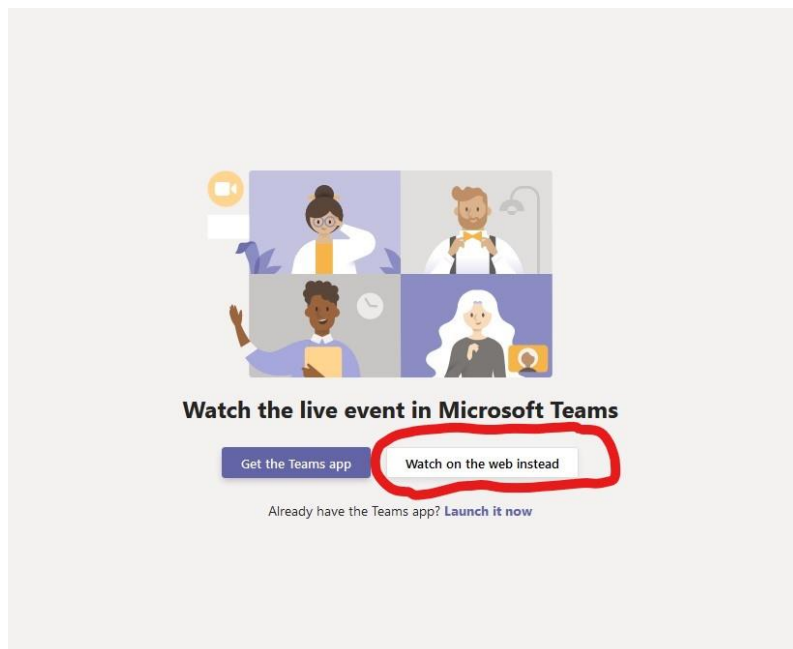 Watch the live event in Microsoft Teams
Get the Teams app
Watch on the web instead
Already have the Teams app? Launch it now